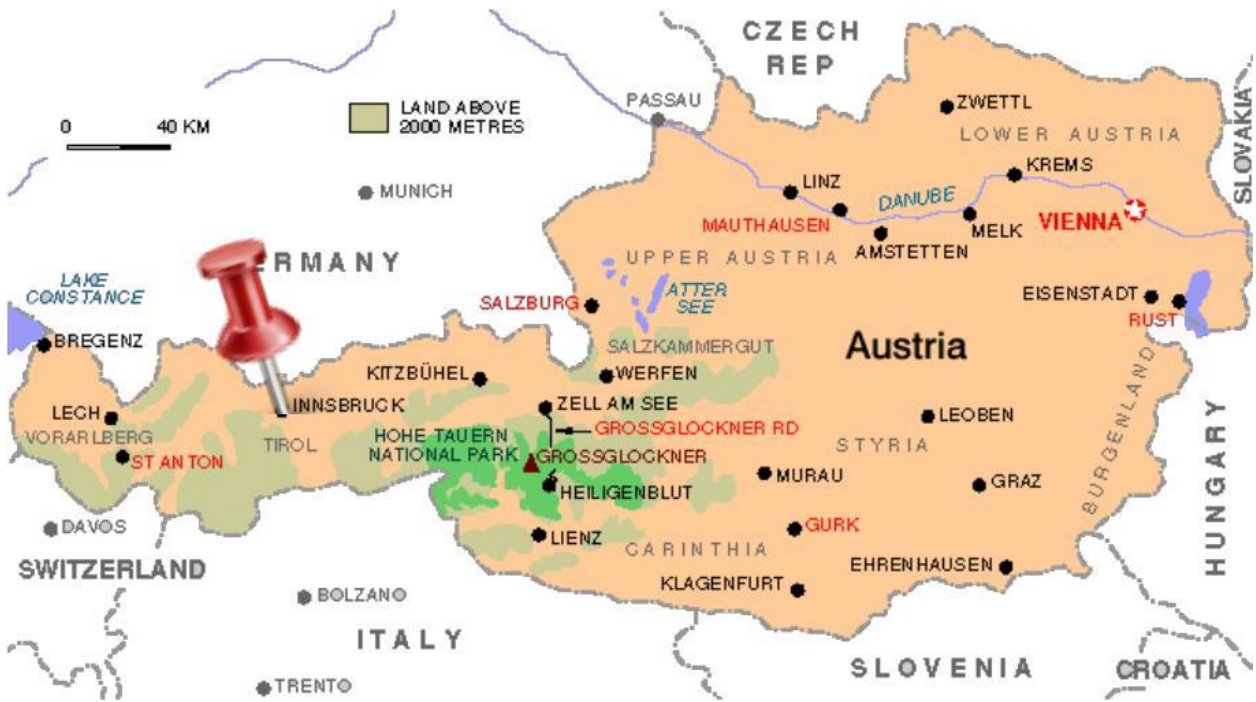 CZECH
REP
SLOVAKIA
0 40 KM
LAND ABOVE
2000 METRES
PASSAU
ZWETTL
LOWER AUSTRIA
MUNICH
LINZ
KREMS
DANUBE
MAUTHAUSEN
VIENNA
MELK
AMSTETTEN
UPPER AUSTRIA
ERMANY
LAKE
CONSTANCE
ATTER
SEE
SALZBURG
EISENSTADT
RUST
BREGENZ
SALZKAMMERGUT
Austria
KITZBÜHEL
WERFEN
INNSBRUCK
ZELL AM SEE
LECH
LEOBEN
GROSSGLOCKNER RD
VORARLBERG
TIROL
HOHE TAUERN
NATIONAL PARK
STYRIA
BURGENLAND
HUNGARY
ST ANTON
GROSSGLOCKNER
MURAU
GRAZ
HEILIGENBLUT
DAVOS
LIENZ
GURK
CARINTHIA
SWITZERLAND
EHRENHAUSEN
KLAGENFURT
BOLZANO
ITALY
SLOVENIA
CROATIA
TRENTO